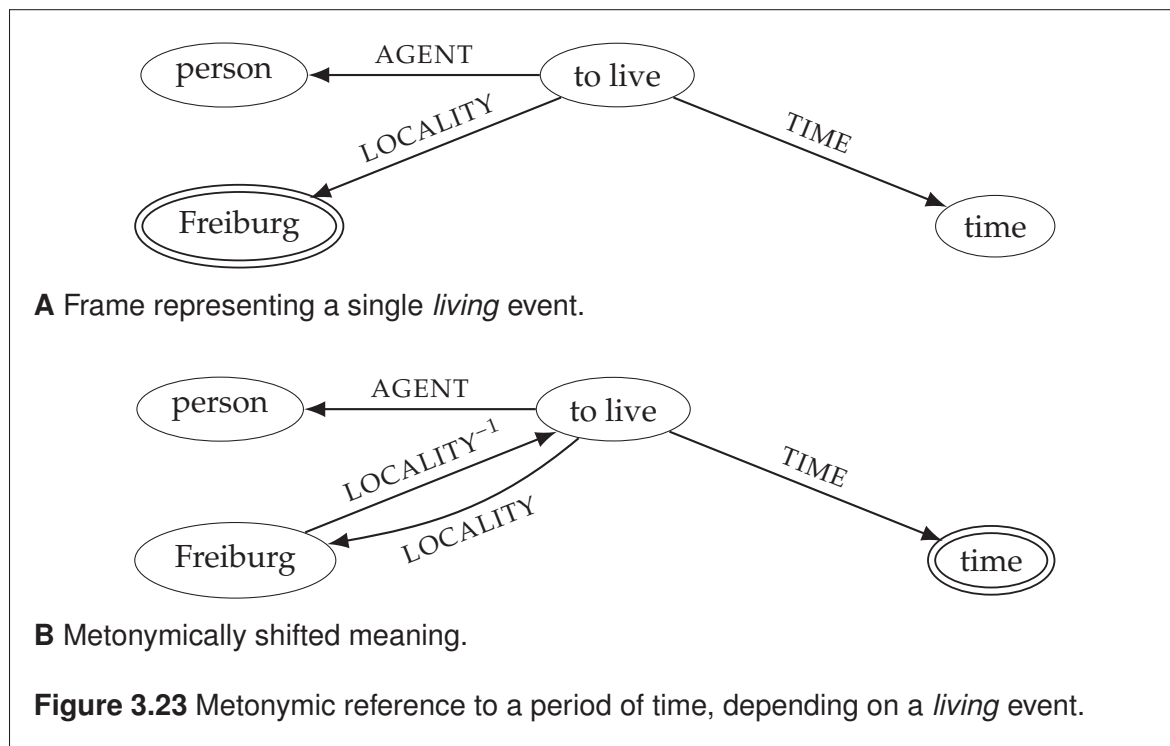 person
AGENT
to live
LOCALITY
TIME
Freiburg
time
A Frame representing a single living event.
person
AGENT
to live
LOCALITY⁻¹
LOCALITY
TIME
Freiburg
time
B Metonymically shifted meaning.
Figure 3.23 Metonymic reference to a period of time, depending on a living event.